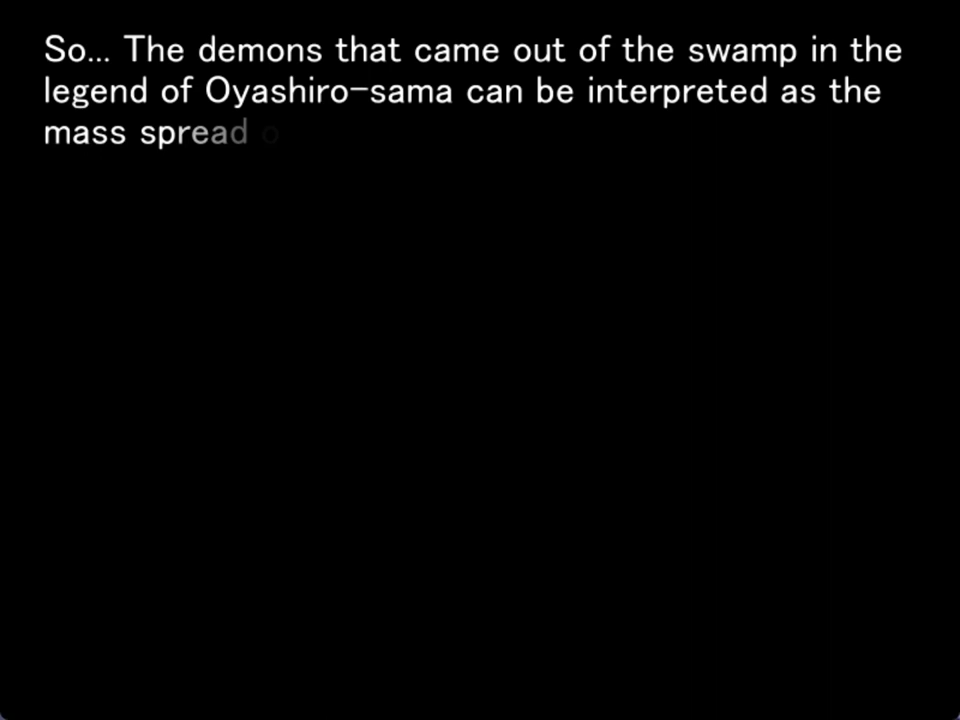 So... The demons that came out of the swamp in the
legend of Oyashiro-sama can be interpreted as the
mass spread o